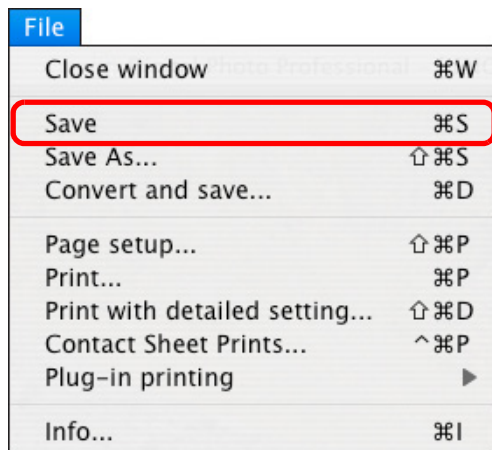 File
Close window ⌘W
Save ⌘S
Save As... ⇧⌘S
Convert and save... ⌘D
Page setup... ⇧⌘P
Print... ⌘P
Print with detailed setting... ⇧⌘D
Contact Sheet Prints... ^⌘P
Plug-in printing ▶
Info... ⌘I